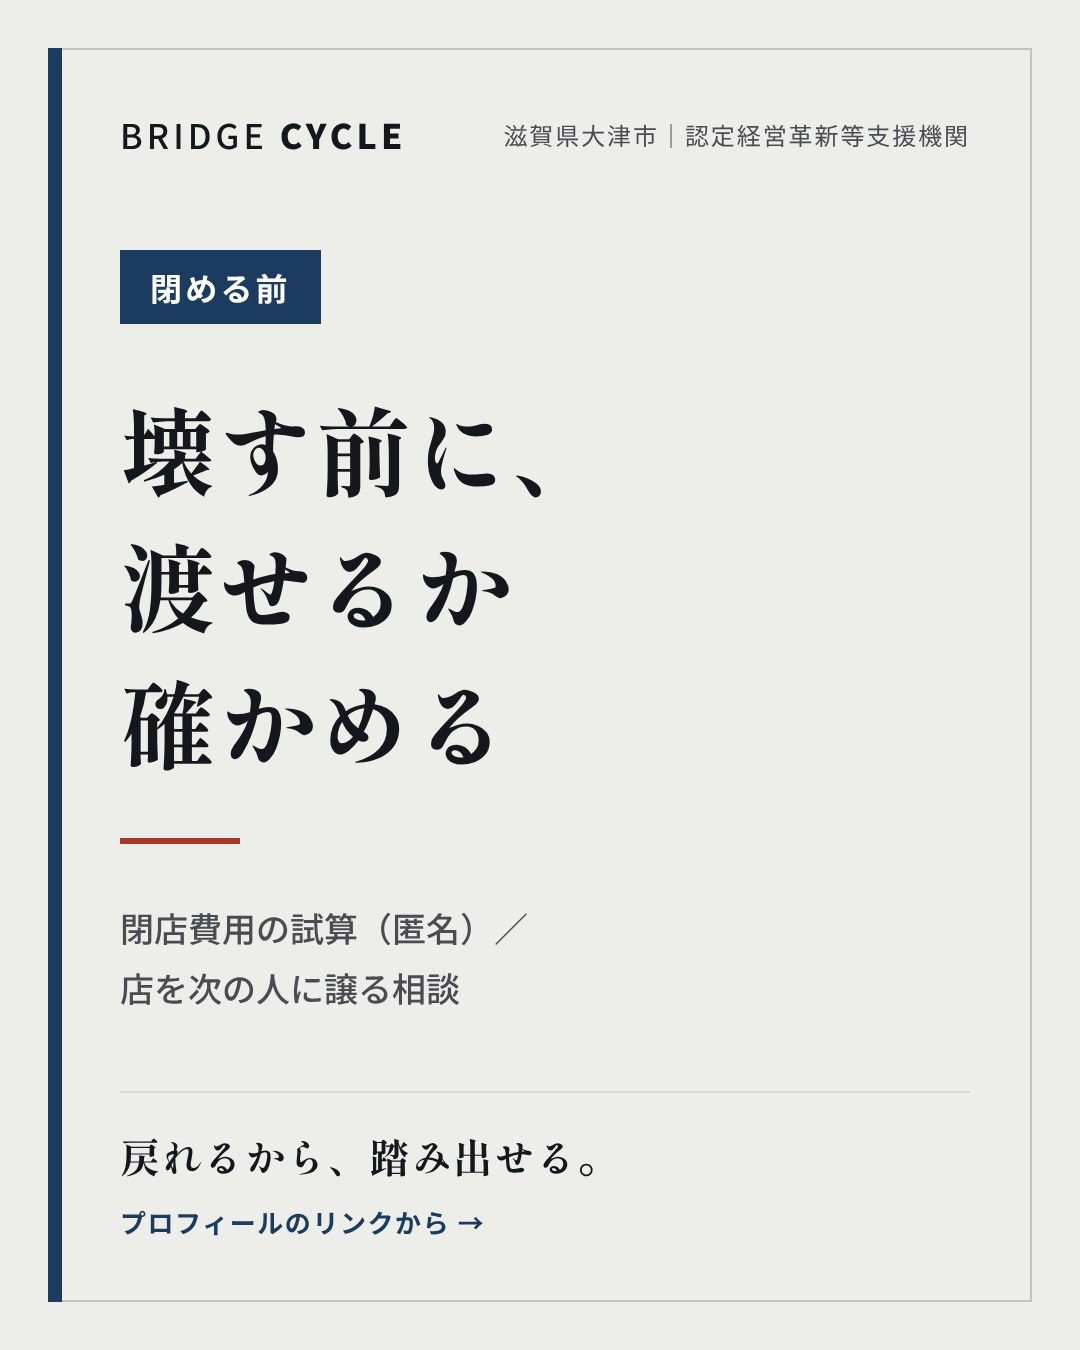 BRIDGE CYCLE
滋賀県大津市｜認定経営革新等支援機関
閉める前
壊す前に、
渡せるか
確かめる
閉店費用の試算（匿名）／
店を次の人に譲る相談
戻れるから、踏み出せる。
プロフィールのリンクから →